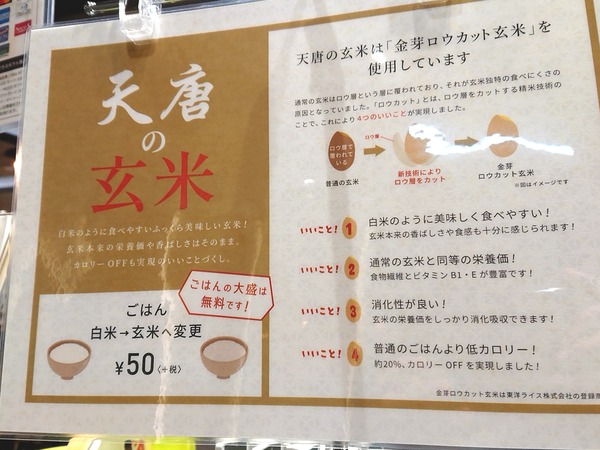 天唐
の
玄米
白米のように食べやすいふっくら美味しい玄米!
玄米本来の栄養価や香ばしさはそのまま。
カロリーOFFも実現のいいことづくし。
ごはんの大盛は
無料です!
ごはん
白米→玄米へ変更
¥50〈+税〉
天唐の玄米は「金芽ロウカット玄米」を
使用しています
通常の玄米はロウ層という層に覆われており、それが玄米独特の食べにくさの
原因となっていました。「ロウカット」とは、ロウ層をカットする精米技術の
ことで、これにより4つのいいことが実現しました。
ロウ層で
覆われて
いる
普通の玄米
ロウ層
新技術により
ロウ層をカット
金芽
ロウカット玄米
※図はイメージです
いいこと! 1 白米のように美味しく食べやすい!
玄米本来の香ばしさや食感も十分に感じられます!
いいこと! 2 通常の玄米と同等の栄養価!
食物繊維とビタミンB1・Eが豊富です!
いいこと! 3 消化性が良い!
玄米の栄養価をしっかり消化吸収できます!
いいこと! 4 普通のごはんより低カロリー!
約20%、カロリーOFFを実現しました!
金芽ロウカット玄米は東洋ライス株式会社の登録商